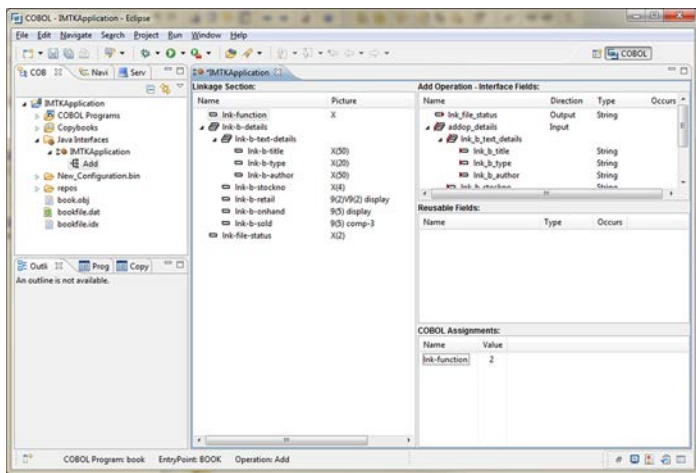 COBOL - IMTKApplication - Eclipse
File Edit Navigate Search Project Run Window Help
COBOL
COB Navi Serv
*IMTKApplication
IMTKApplication
COBOL Programs
Copybooks
Java Interfaces
IMTKApplication
Add
New_Configuration.bin
repos
book.obj
bookfile.dat
bookfile.idx
Outli Prog Copy
An outline is not available.
Linkage Section:
Name Picture
lnk-function X
lnk-b-details
lnk-b-text-details
lnk-b-title X(50)
lnk-b-type X(20)
lnk-b-author X(50)
lnk-b-stockno X(4)
lnk-b-retail 9(2)V9(2) display
lnk-b-onhand 9(5) display
lnk-b-sold 9(5) comp-3
lnk-file-status X(2)
Add Operation - Interface Fields:
Name Direction Type Occurs
lnk_file_status Output String
addop_details Input
lnk_b_text_details
lnk_b_title String
lnk_b_type String
lnk_b_author String
lnk_b_stockno String
Reusable Fields:
Name Type Occurs
COBOL Assignments:
Name Value
lnk-function 2
COBOL Program: book EntryPoint: BOOK Operation: Add